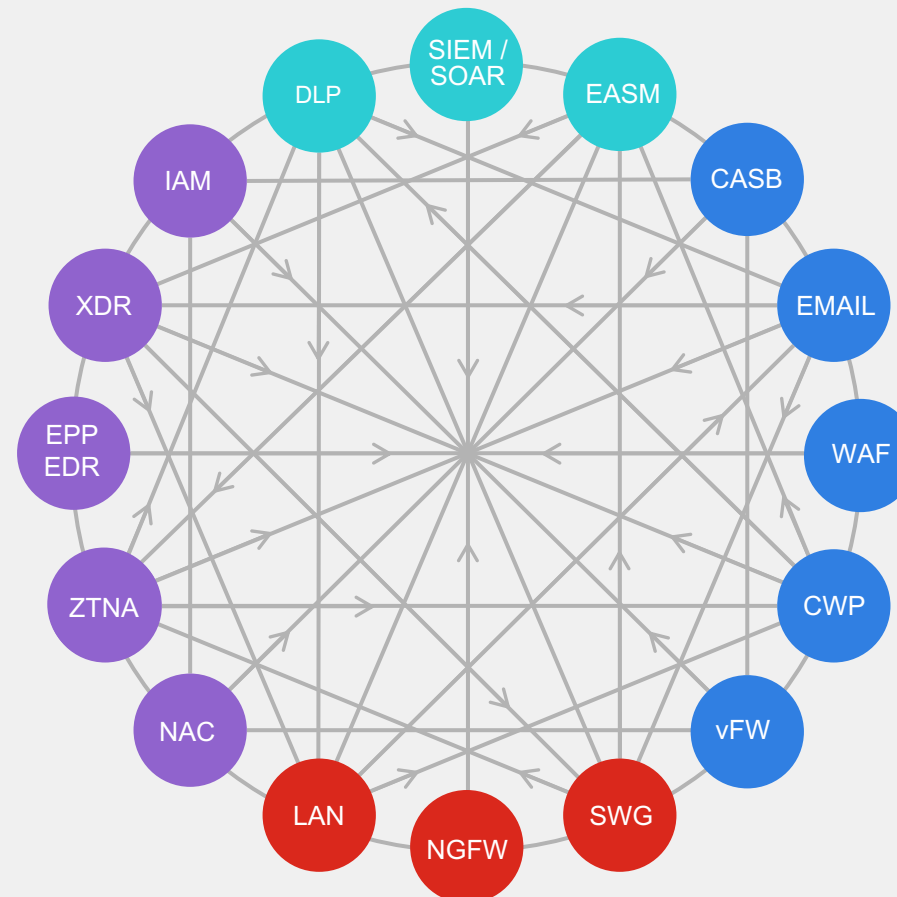 SIEM /
SOAR
DLP
EASM
IAM
CASB
XDR
EMAIL
EPP
EDR
WAF
ZTNA
CWP
NAC
vFW
LAN
SWG
NGFW